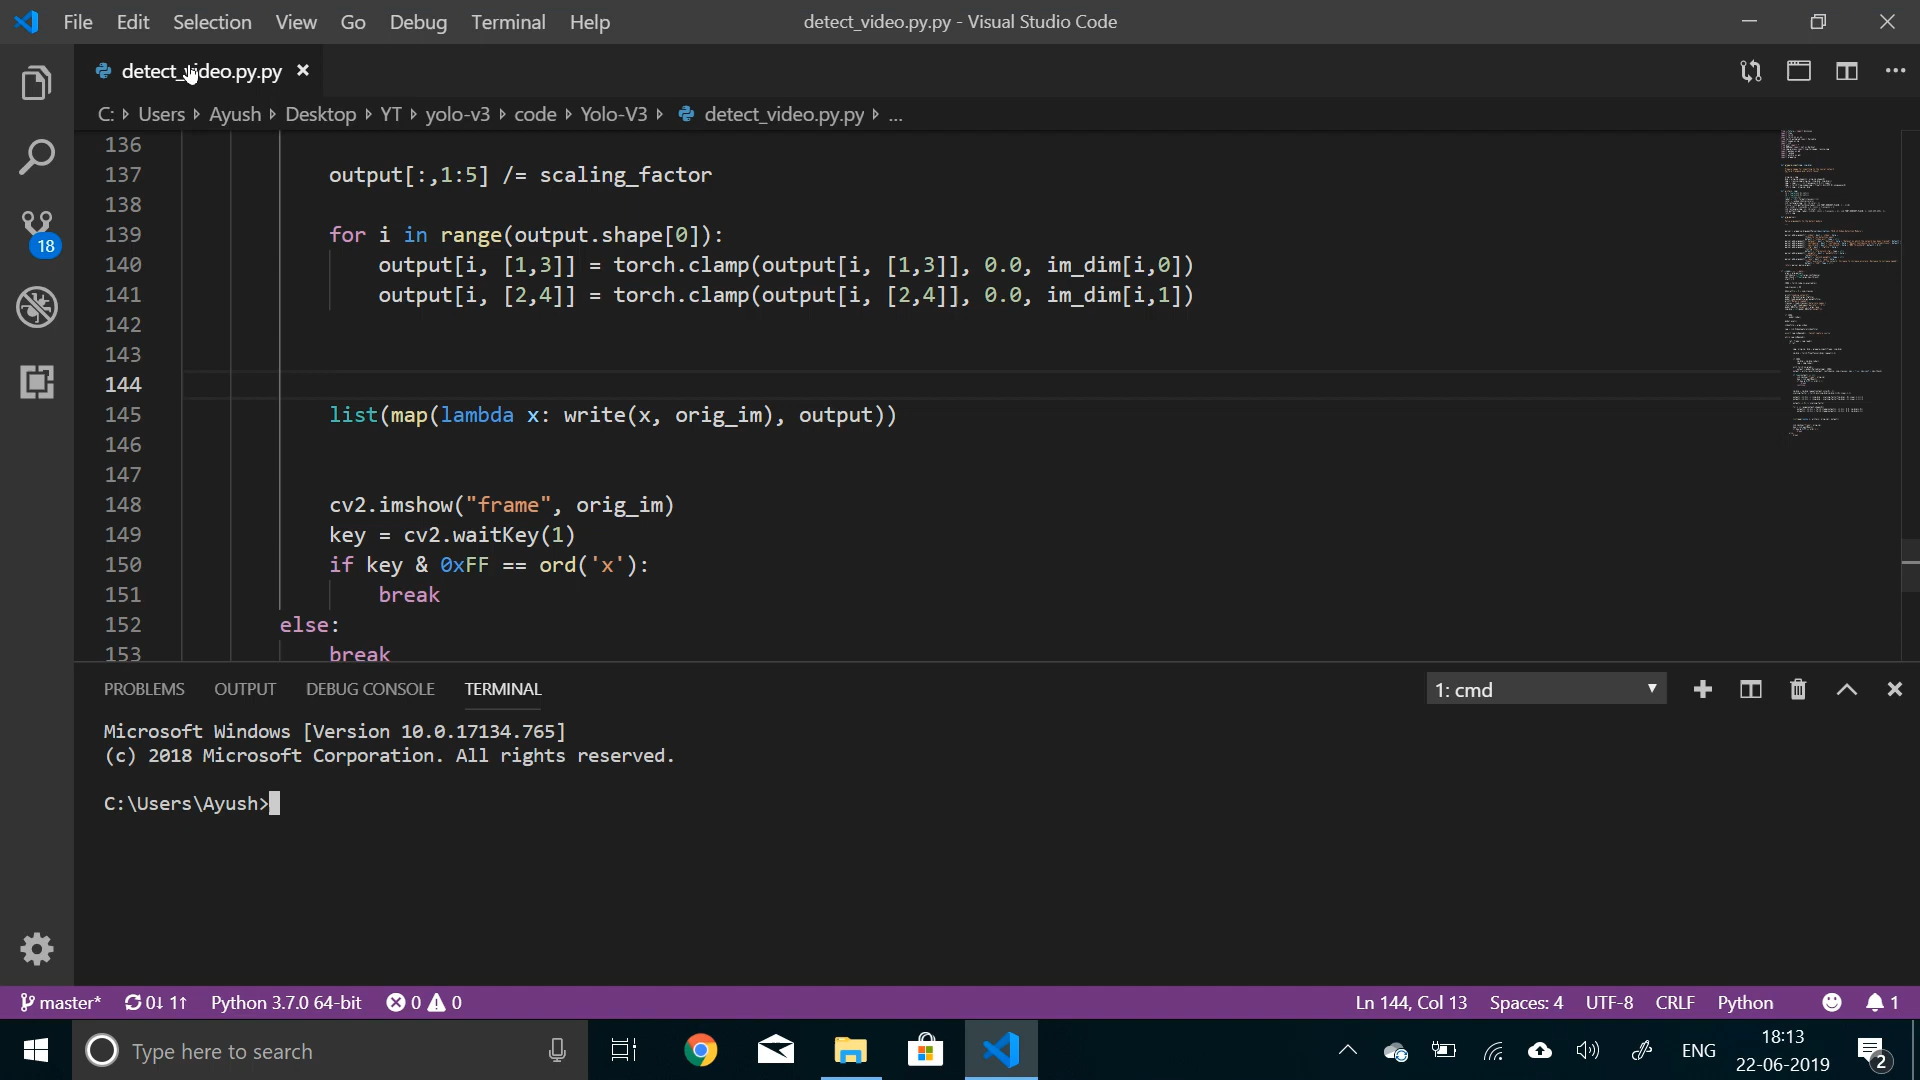 File Edit Selection View Go Debug Terminal Help detect_video.py.py - Visual Studio Code
detect_video.py.py
C: Users Ayush Desktop YT yolo-v3 code Yolo-V3 detect_video.py.py ...
18
136
137 output[:,1:5] /= scaling_factor
138
139 for i in range(output.shape[0]):
140 output[i, [1,3]] = torch.clamp(output[i, [1,3]], 0.0, im_dim[i,0])
141 output[i, [2,4]] = torch.clamp(output[i, [2,4]], 0.0, im_dim[i,1])
142
143
144
145 list(map(lambda x: write(x, orig_im), output))
146
147
148 cv2.imshow("frame", orig_im)
149 key = cv2.waitKey(1)
150 if key & 0xFF == ord('x'):
151 break
152 else:
153 break
PROBLEMS OUTPUT DEBUG CONSOLE TERMINAL 1: cmd
Microsoft Windows [Version 10.0.17134.765]
(c) 2018 Microsoft Corporation. All rights reserved.
C:\Users\Ayush>
master* 0↓ 1↑ Python 3.7.0 64-bit 0 0 Ln 144, Col 13 Spaces: 4 UTF-8 CRLF Python 1
Type here to search ENG 18:13
22-06-2019 2